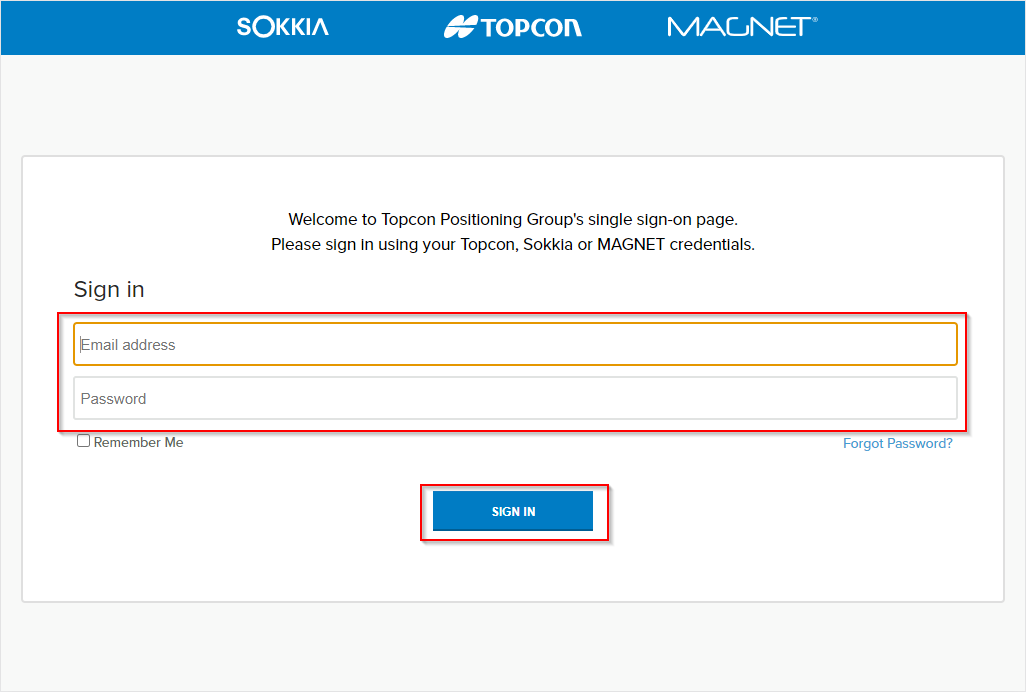 SOKKIA TOPCON MAGNET®
Welcome to Topcon Positioning Group's single sign-on page.
Please sign in using your Topcon, Sokkia or MAGNET credentials.
Sign in
Email address
Password
Remember Me Forgot Password?
SIGN IN